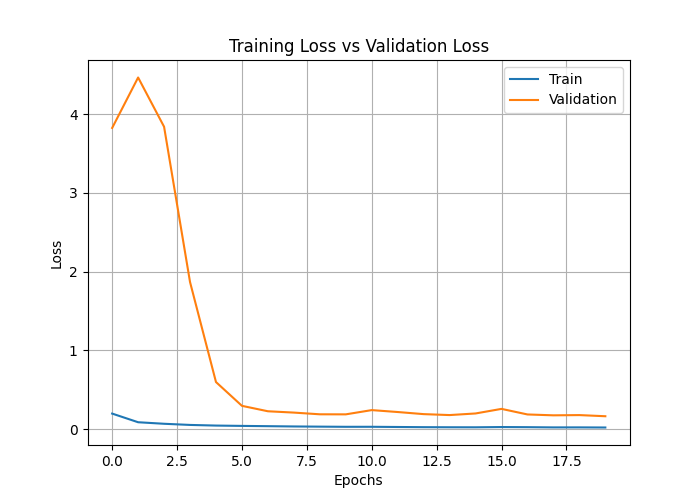 Training Loss vs Validation Loss
Train
Validation
4
3
2
1
0
Loss
0.0 2.5 5.0 7.5 10.0 12.5 15.0 17.5
Epochs